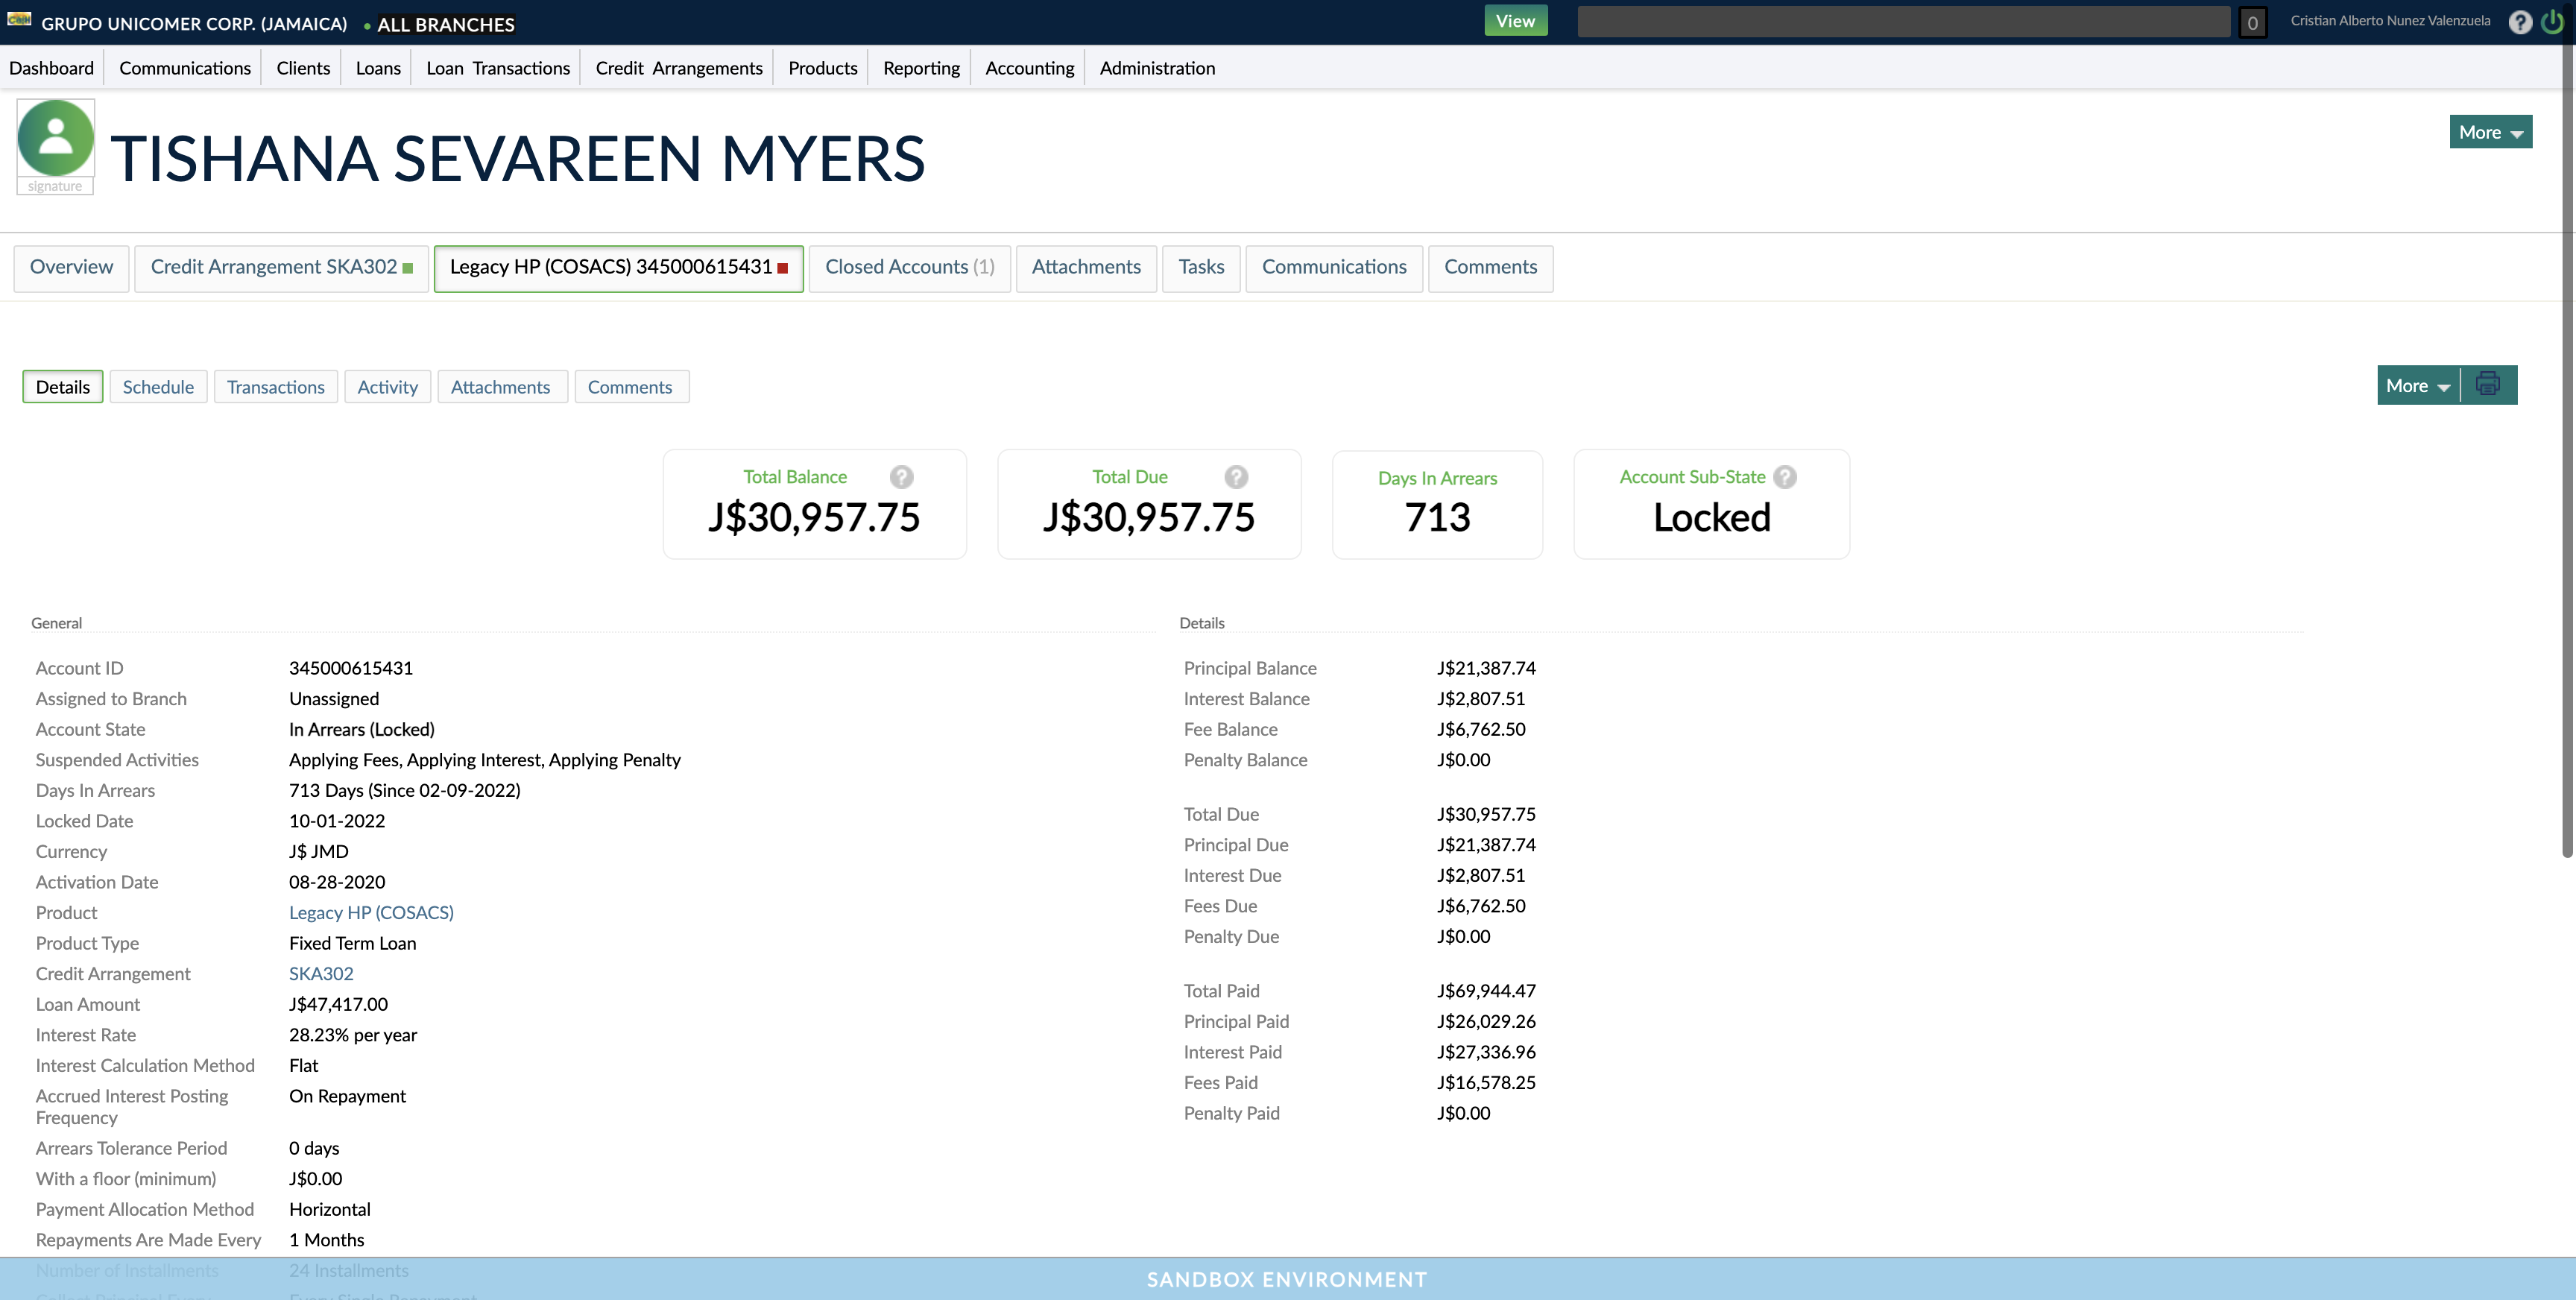 GRUPO UNICOMER CORP. (JAMAICA) • ALL BRANCHES View 0 Cristian Alberto Nunez Valenzuela ?
Dashboard Communications Clients Loans Loan Transactions Credit Arrangements Products Reporting Accounting Administration
signature
TISHANA SEVAREEN MYERS
More
Overview Credit Arrangement SKA302 Legacy HP (COSACS) 345000615431 Closed Accounts (1) Attachments Tasks Communications Comments
Details Schedule Transactions Activity Attachments Comments More
Total Balance ? Total Due ? Days In Arrears Account Sub-State ?
J$30,957.75 J$30,957.75 713 Locked
General
Account ID 345000615431
Assigned to Branch Unassigned
Account State In Arrears (Locked)
Suspended Activities Applying Fees, Applying Interest, Applying Penalty
Days In Arrears 713 Days (Since 02-09-2022)
Locked Date 10-01-2022
Currency J$ JMD
Activation Date 08-28-2020
Product Legacy HP (COSACS)
Product Type Fixed Term Loan
Credit Arrangement SKA302
Loan Amount J$47,417.00
Interest Rate 28.23% per year
Interest Calculation Method Flat
Accrued Interest Posting Frequency On Repayment
Arrears Tolerance Period 0 days
With a floor (minimum) J$0.00
Payment Allocation Method Horizontal
Repayments Are Made Every 1 Months
Number of Installments 24 Installments
Details
Principal Balance J$21,387.74
Interest Balance J$2,807.51
Fee Balance J$6,762.50
Penalty Balance J$0.00
Total Due J$30,957.75
Principal Due J$21,387.74
Interest Due J$2,807.51
Fees Due J$6,762.50
Penalty Due J$0.00
Total Paid J$69,944.47
Principal Paid J$26,029.26
Interest Paid J$27,336.96
Fees Paid J$16,578.25
Penalty Paid J$0.00
SANDBOX ENVIRONMENT